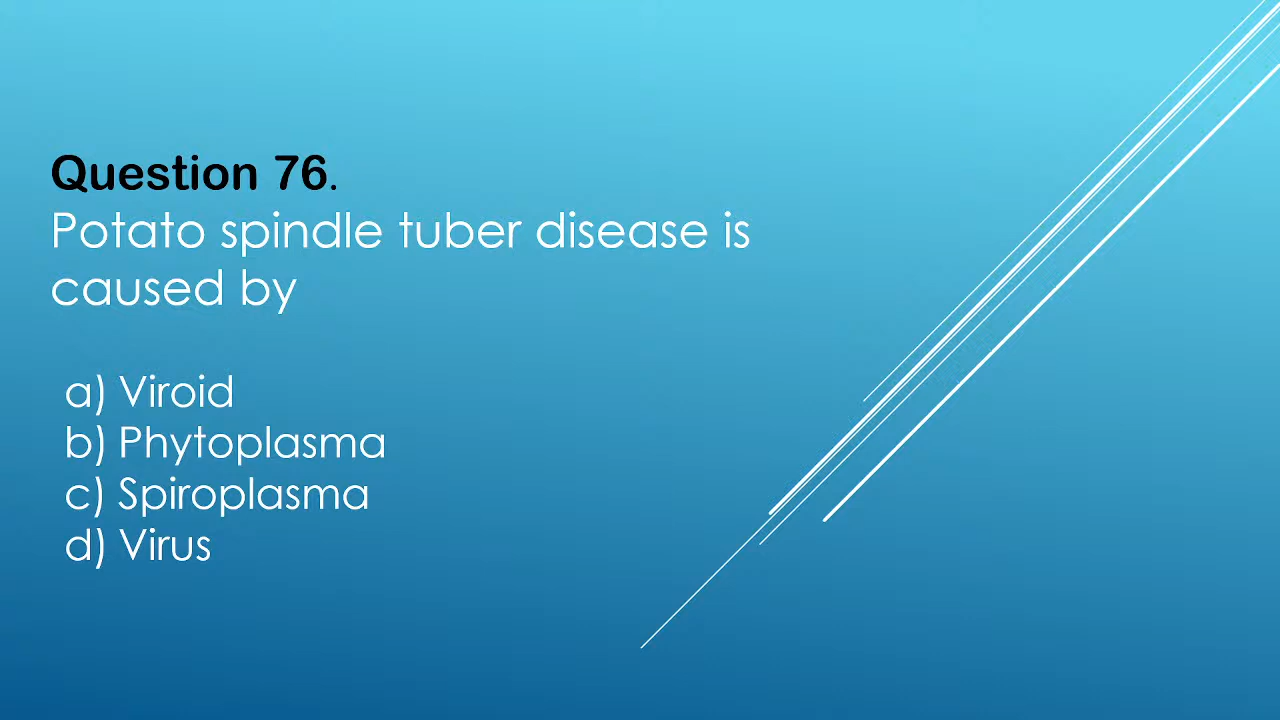 Question 76.
Potato spindle tuber disease is
caused by
a) Viroid
b) Phytoplasma
c) Spiroplasma
d) Virus